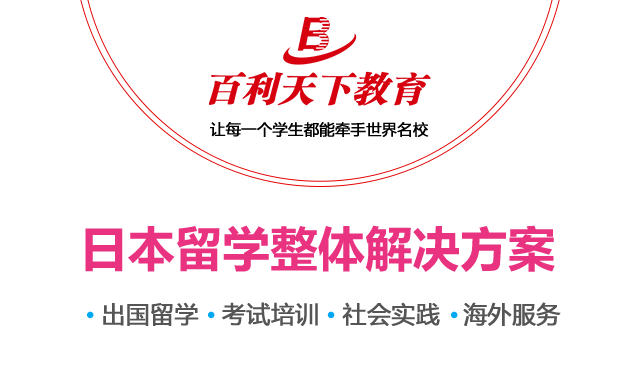 百利天下教育
让每一个学生都能牵手世界名校
日本留学整体解决方案
·出国留学 ·考试培训 ·社会实践 ·海外服务